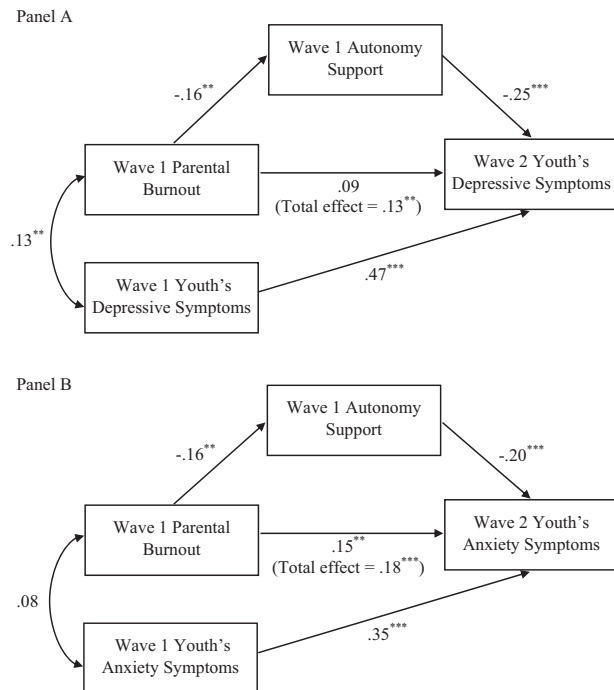 Panel A
Wave 1 Autonomy
Support
-.16**
-.25***
Wave 1 Parental
Burnout
.09
(Total effect = .13**)
Wave 2 Youth's
Depressive Symptoms
.13**
Wave 1 Youth's
Depressive Symptoms
.47***
Panel B
Wave 1 Autonomy
Support
-.16**
-.20***
Wave 1 Parental
Burnout
.15**
(Total effect = .18***)
Wave 2 Youth's
Anxiety Symptoms
.08
Wave 1 Youth's
Anxiety Symptoms
.35***